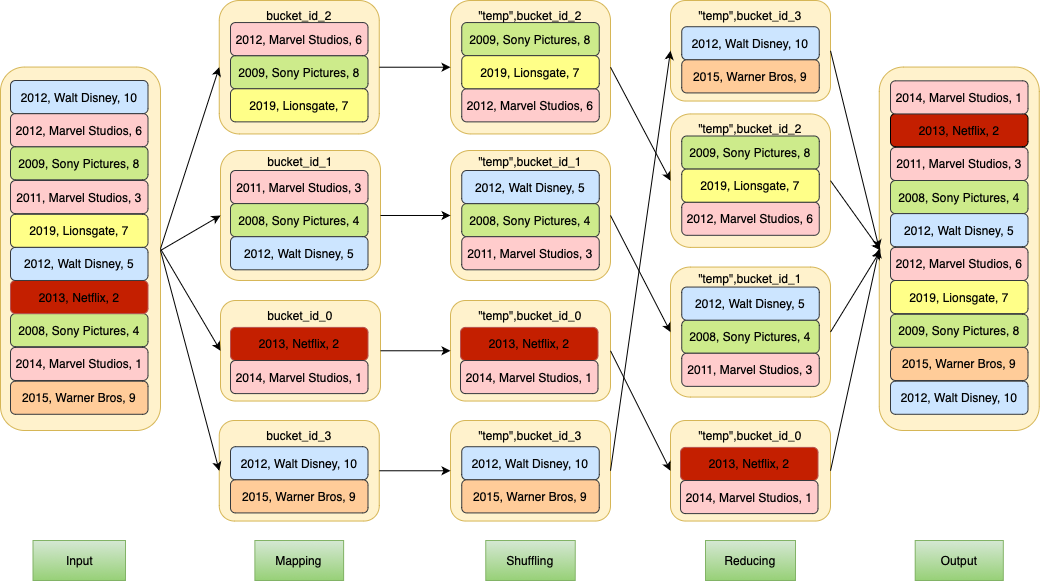 2012, Walt Disney, 10
2012, Marvel Studios, 6
2009, Sony Pictures, 8
2011, Marvel Studios, 3
2019, Lionsgate, 7
2012, Walt Disney, 5
2013, Netflix, 2
2008, Sony Pictures, 4
2014, Marvel Studios, 1
2015, Warner Bros, 9
Input
bucket_id_2
2012, Marvel Studios, 6
2009, Sony Pictures, 8
2019, Lionsgate, 7
bucket_id_1
2011, Marvel Studios, 3
2008, Sony Pictures, 4
2012, Walt Disney, 5
bucket_id_0
2013, Netflix, 2
2014, Marvel Studios, 1
bucket_id_3
2012, Walt Disney, 10
2015, Warner Bros, 9
Mapping
"temp",bucket_id_2
2009, Sony Pictures, 8
2019, Lionsgate, 7
2012, Marvel Studios, 6
"temp",bucket_id_1
2012, Walt Disney, 5
2008, Sony Pictures, 4
2011, Marvel Studios, 3
"temp",bucket_id_0
2013, Netflix, 2
2014, Marvel Studios, 1
"temp",bucket_id_3
2012, Walt Disney, 10
2015, Warner Bros, 9
Shuffling
"temp",bucket_id_3
2012, Walt Disney, 10
2015, Warner Bros, 9
"temp",bucket_id_2
2009, Sony Pictures, 8
2019, Lionsgate, 7
2012, Marvel Studios, 6
"temp",bucket_id_1
2012, Walt Disney, 5
2008, Sony Pictures, 4
2011, Marvel Studios, 3
"temp",bucket_id_0
2013, Netflix, 2
2014, Marvel Studios, 1
Reducing
2014, Marvel Studios, 1
2013, Netflix, 2
2011, Marvel Studios, 3
2008, Sony Pictures, 4
2012, Walt Disney, 5
2012, Marvel Studios, 6
2019, Lionsgate, 7
2009, Sony Pictures, 8
2015, Warner Bros, 9
2012, Walt Disney, 10
Output